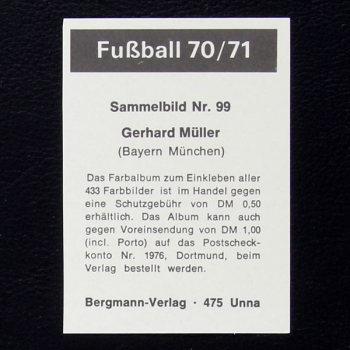 Fußball 70/71
Sammelbild Nr. 99
Gerhard Müller
(Bayern München)
Das Farbalbum zum Einkleben aller
433 Farbbilder ist im Handel gegen
eine Schutzgebühr von DM 0,50
erhältlich. Das Album kann auch
gegen Voreinsendung von DM 1,00
(incl. Porto) auf das Postscheck-
konto Nr. 1976, Dortmund, beim
Verlag bestellt werden.
Bergmann-Verlag · 475 Unna